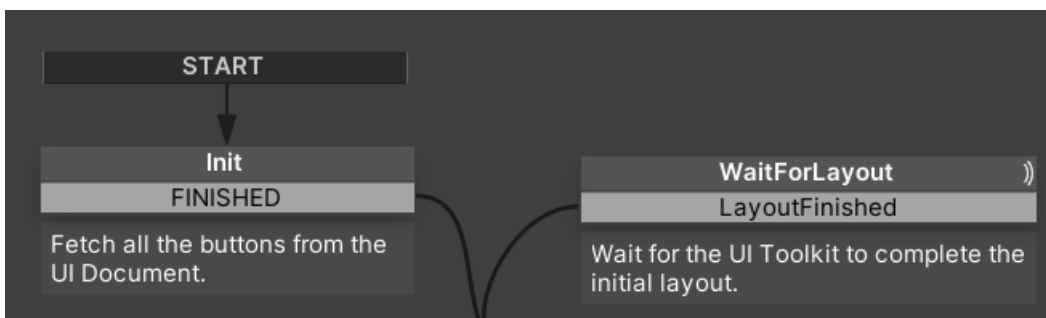 START
Init
FINISHED
Fetch all the buttons from the
UI Document.
WaitForLayout
LayoutFinished
Wait for the UI Toolkit to complete the
initial layout.